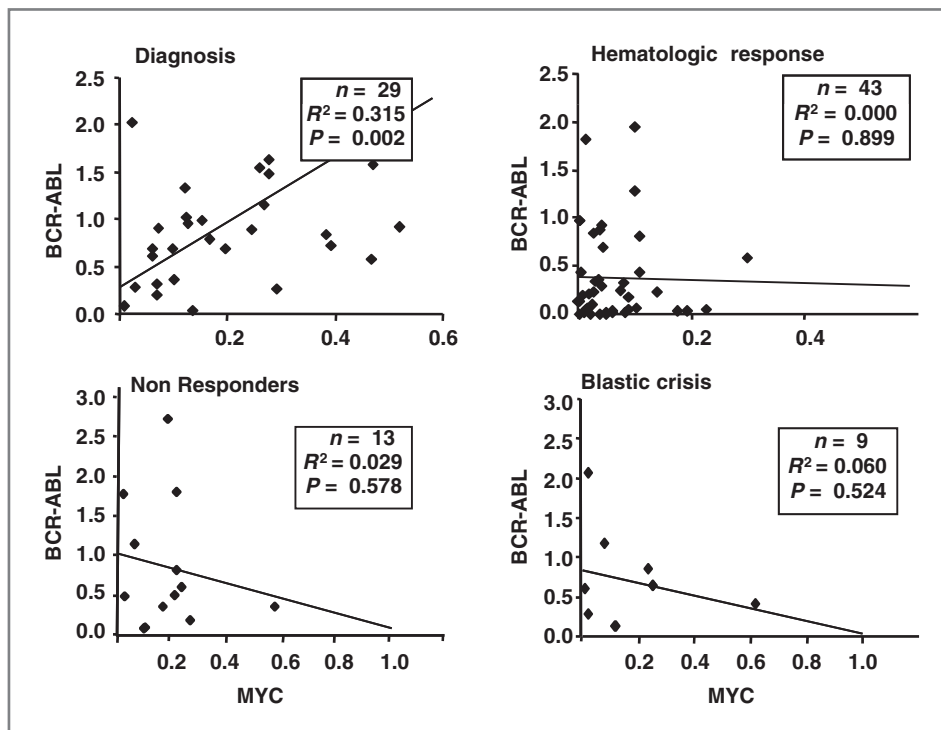 Diagnosis
n = 29
R² = 0.315
P = 0.002
BCR-ABL
2.5
2.0
1.5
1.0
0.5
0.0
0.2
0.4
0.6
Hematologic response
n = 43
R² = 0.000
P = 0.899
BCR-ABL
2.5
2.0
1.5
1.0
0.5
0.0
0.2
0.4
Non Responders
n = 13
R² = 0.029
P = 0.578
BCR-ABL
3.0
2.5
2.0
1.5
1.0
0.5
0.0
0.2
0.4
0.6
0.8
1.0
MYC
Blastic crisis
n = 9
R² = 0.060
P = 0.524
BCR-ABL
3.0
2.5
2.0
1.5
1.0
0.5
0.0
0.2
0.4
0.6
0.8
1.0
MYC